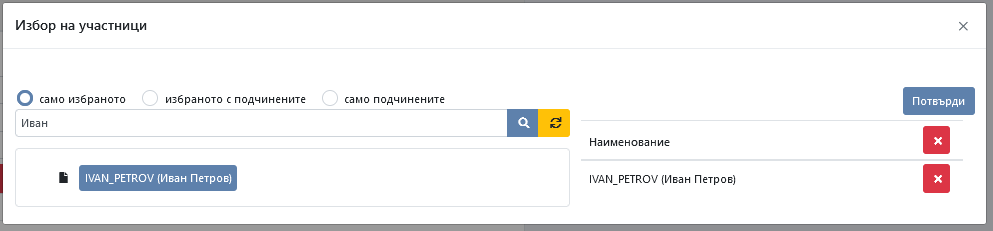 Избор на участници
само избраното
избраното с подчинените
само подчинените
Потвърди
Иван
Наименование
IVAN_PETROV (Иван Петров)
IVAN_PETROV (Иван Петров)